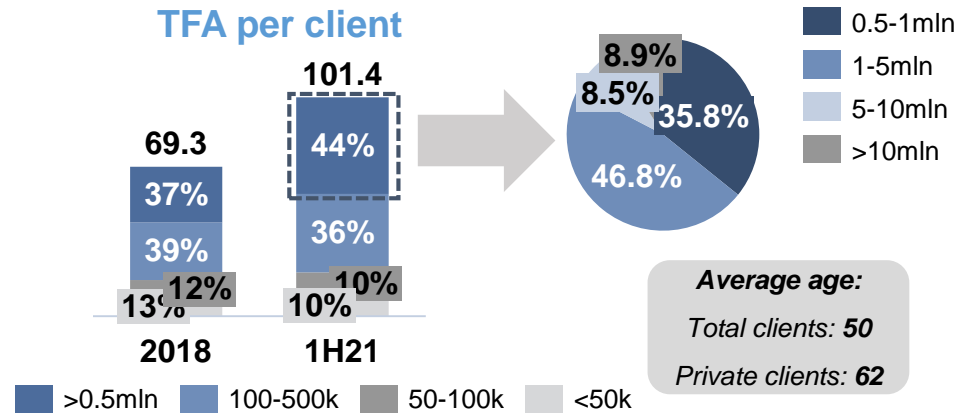 TFA per client
101.4
69.3
44%
37%
36%
39%
10%
12%
10%
13%
2018
1H21
>0.5mln
100-500k
50-100k
<50k
8.9%
8.5%
35.8%
46.8%
0.5-1mln
1-5mln
5-10mln
>10mln
Average age:
Total clients: 50
Private clients: 62